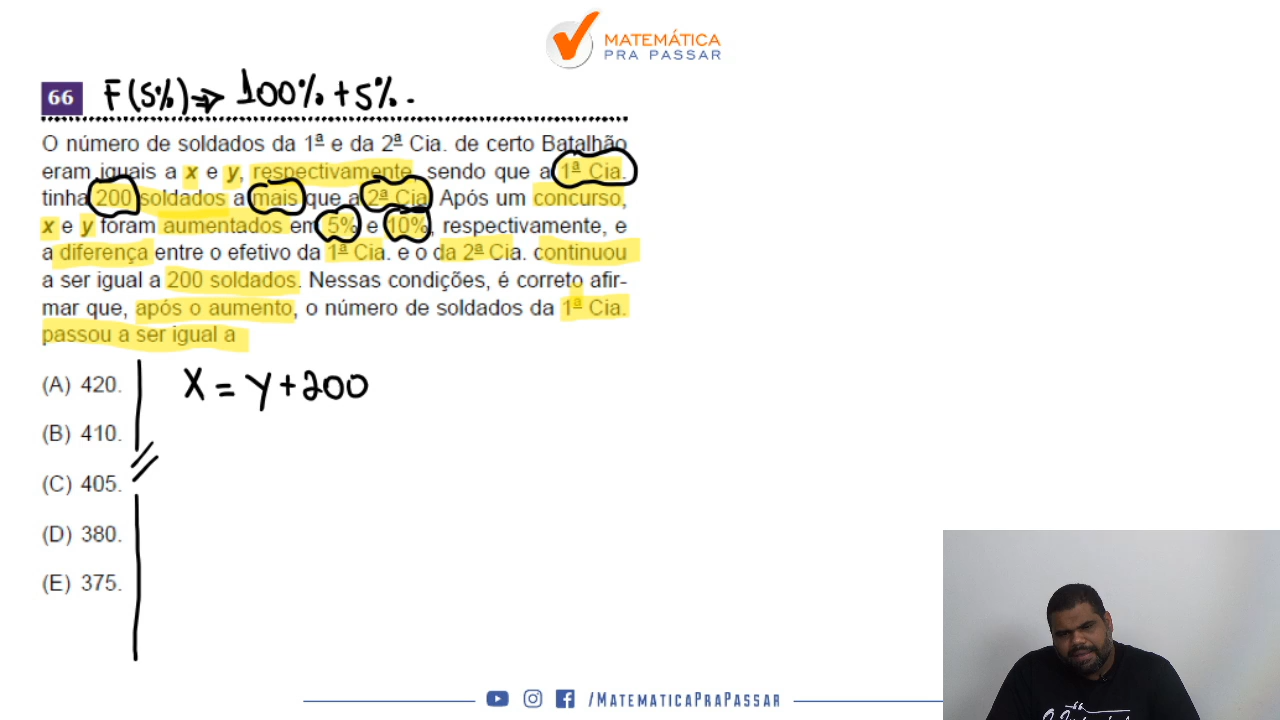 MATEMÁTICA
PRA PASSAR
66 F(5%) ⇒ 100% + 5%.
O número de soldados da 1ª e da 2ª Cia. de certo Batalhão
eram iguais a x e y, respectivamente, sendo que a 1ª Cia.
tinha 200 soldados a mais que a 2ª Cia. Após um concurso,
x e y foram aumentados em 5% e 10%, respectivamente, e
a diferença entre o efetivo da 1ª Cia. e o da 2ª Cia. continuou
a ser igual a 200 soldados. Nessas condições, é correto afir-
mar que, após o aumento, o número de soldados da 1ª Cia.
passou a ser igual a
(A) 420. X = Y + 200
(B) 410.
(C) 405.
(D) 380.
(E) 375.
/MATEMATICAPRAPASSAR